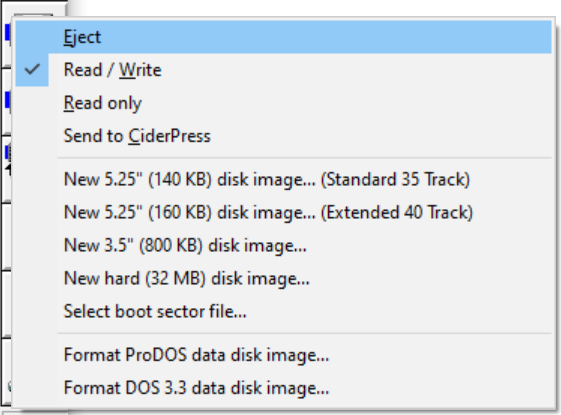 Eject
Read / Write
Read only
Send to CiderPress
New 5.25" (140 KB) disk image... (Standard 35 Track)
New 5.25" (160 KB) disk image... (Extended 40 Track)
New 3.5" (800 KB) disk image...
New hard (32 MB) disk image...
Select boot sector file...
Format ProDOS data disk image...
Format DOS 3.3 data disk image...